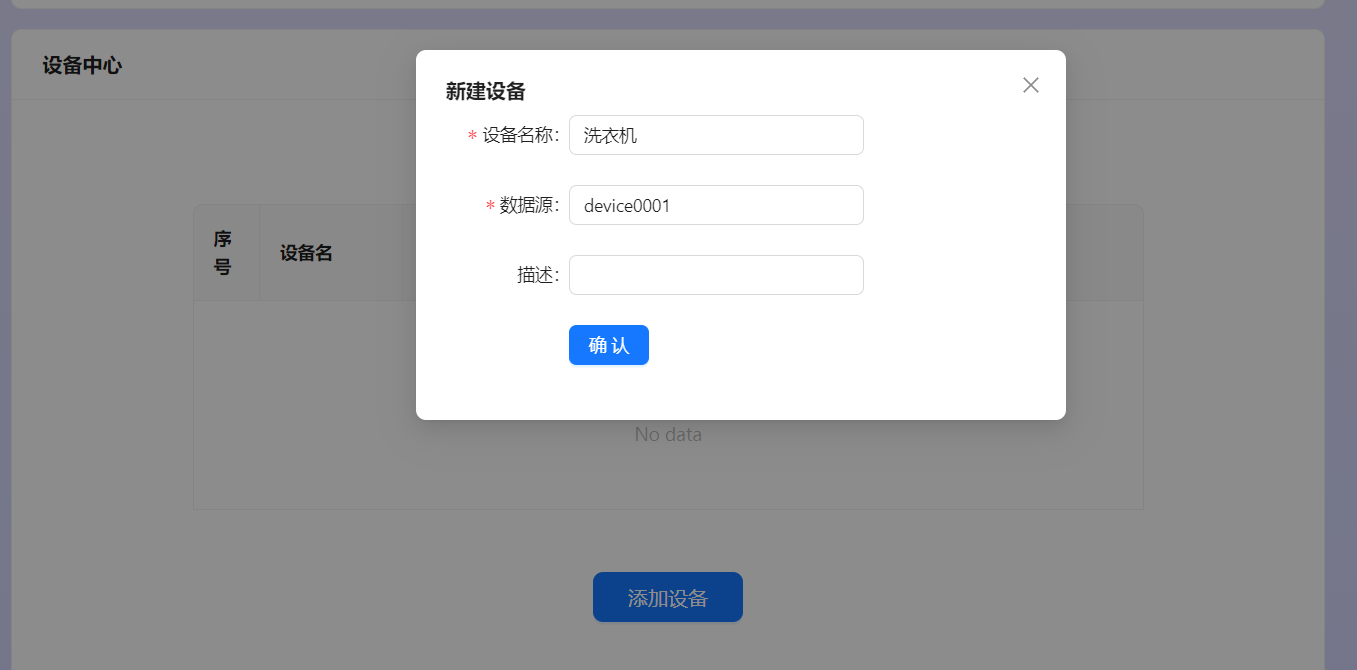 设备中心
新建设备
* 设备名称:
洗衣机
* 数据源:
device0001
描述:
确 认
序号
设备名
No data
添加设备